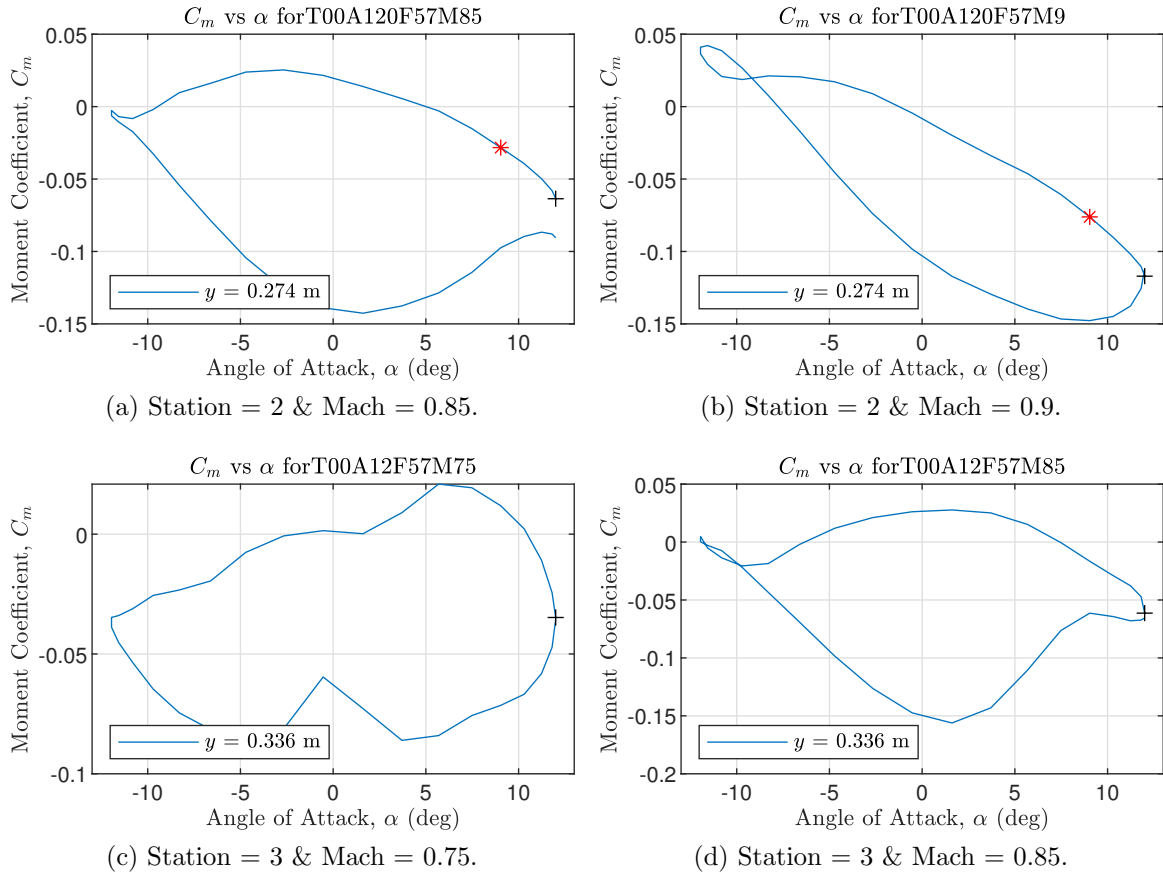 C_m vs α forT00A120F57M85
0.05
0
-0.05
-0.1
-0.15
Moment Coefficient, C_m
y = 0.274 m
-10 -5 0 5 10
Angle of Attack, α (deg)
(a) Station = 2 & Mach = 0.85.
C_m vs α forT00A120F57M9
0.05
0
-0.05
-0.1
-0.15
Moment Coefficient, C_m
y = 0.274 m
-10 -5 0 5 10
Angle of Attack, α (deg)
(b) Station = 2 & Mach = 0.9.
C_m vs α forT00A12F57M75
0
-0.05
-0.1
Moment Coefficient, C_m
y = 0.336 m
-10 -5 0 5 10
Angle of Attack, α (deg)
(c) Station = 3 & Mach = 0.75.
C_m vs α forT00A12F57M85
0.05
0
-0.05
-0.1
-0.15
-0.2
Moment Coefficient, C_m
y = 0.336 m
-10 -5 0 5 10
Angle of Attack, α (deg)
(d) Station = 3 & Mach = 0.85.